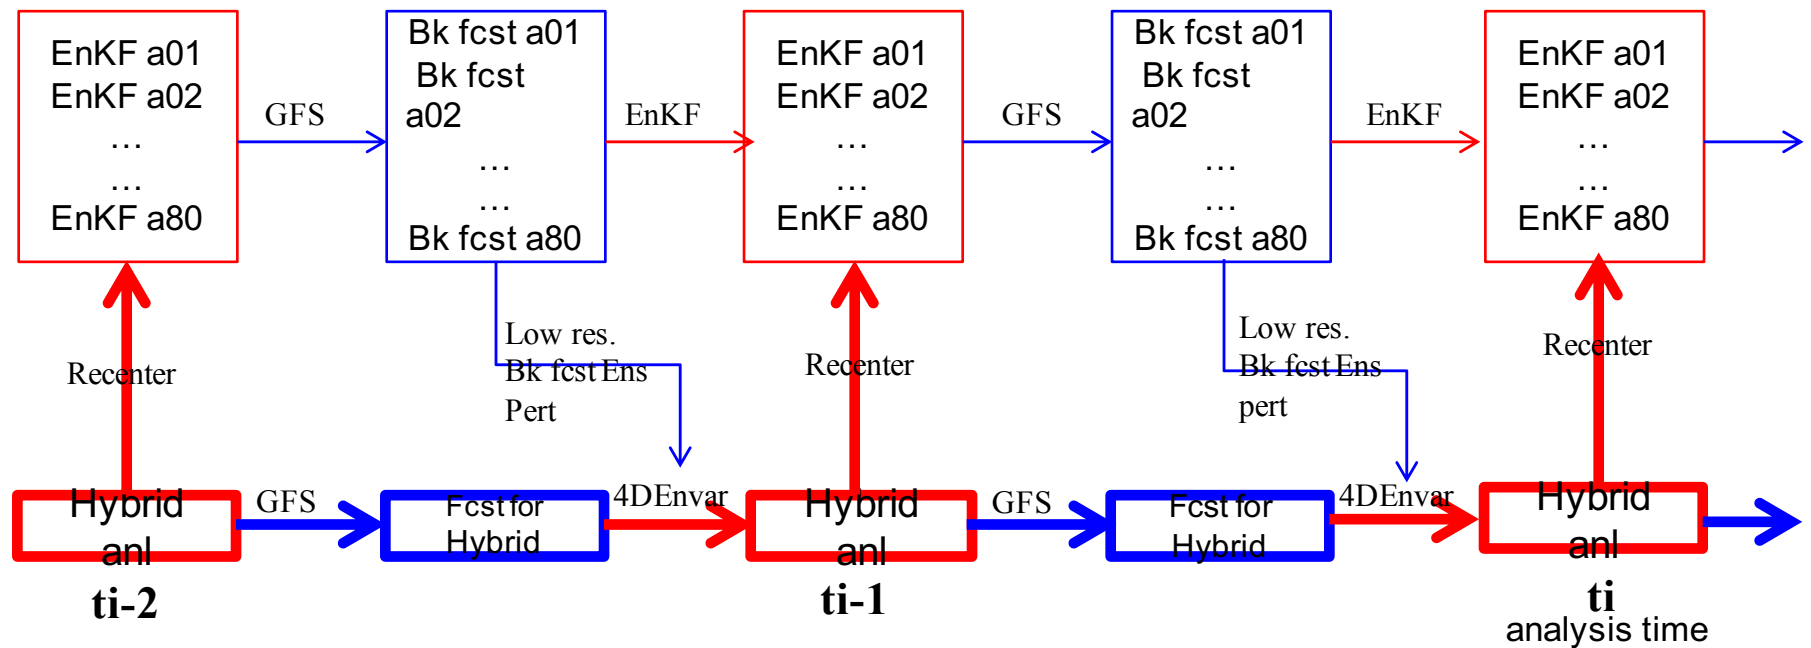 EnKF a01
EnKF a02
...
...
EnKF a80
GFS
Bk fcst a01
Bk fcst
a02
...
...
Bk fcst a80
EnKF
EnKF a01
EnKF a02
...
...
EnKF a80
GFS
Bk fcst a01
Bk fcst
a02
...
...
Bk fcst a80
EnKF
EnKF a01
EnKF a02
...
...
EnKF a80
Recenter
Low res.
Bk fcst Ens
Pert
Recenter
Low res.
Bk fcst Ens
pert
Recenter
Hybrid
anl
GFS
Fcst for
Hybrid
4DEnvar
Hybrid
anl
GFS
Fcst for
Hybrid
4DEnvar
Hybrid
anl
ti-2
ti-1
ti
analysis time